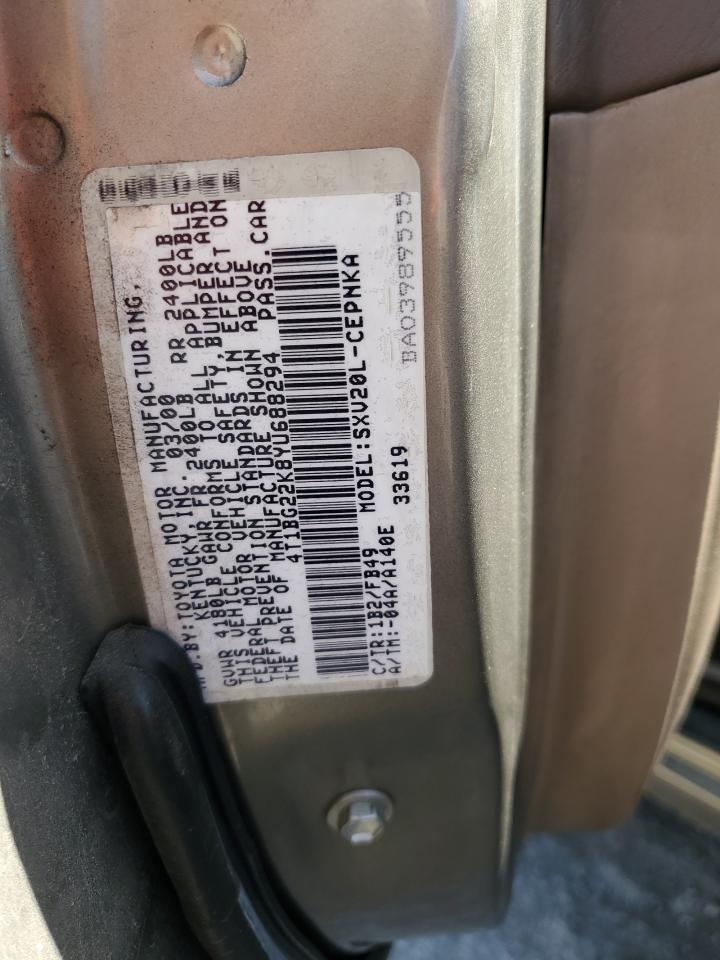 MFD.BY:TOYOTA MOTOR MANUFACTURING,
KENTUCKY,INC. 03/00
GVWR 4180LB GAWR FR 2400LB RR 2400LB
THIS VEHICLE CONFORMS TO ALL APPLICABLE
FEDERAL MOTOR VEHICLE SAFETY,BUMPER AND
THEFT PREVENTION STANDARDS IN EFFECT ON
THE DATE OF MANUFACTURE SHOWN ABOVE
4T1BG22K8YU688294 PASS.CAR
MODEL:SXV20L-CEPNKA
C/TR:1B2/FB49
A/TM:-04A/A140E 33619
BA03989555